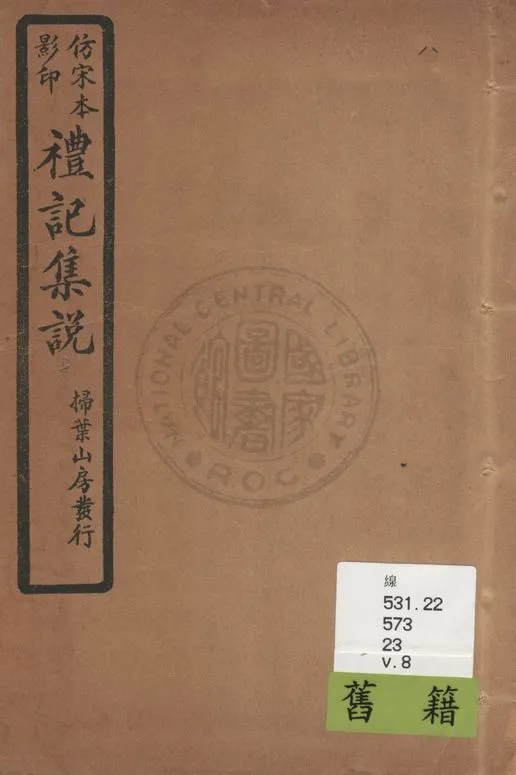 仿宋本
影印
禮記集說
掃葉山房發行
八
NATIONAL CENTRAL LIBRARY
ROC
國家
圖書
館
線
531.22
573
23
v.8
舊籍